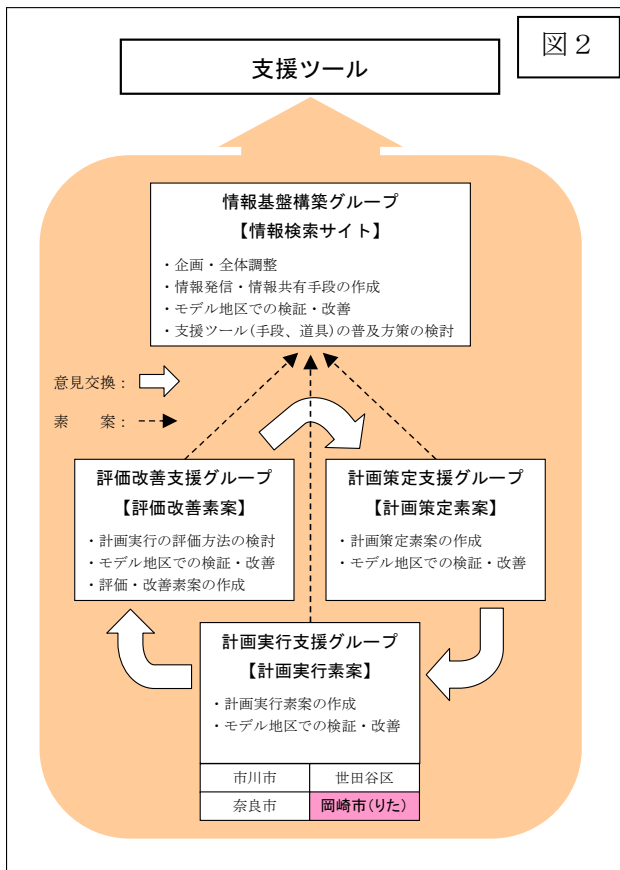 図２
支援ツール
情報基盤構築グループ
【情報検索サイト】
・企画・全体調整
・情報発信・情報共有手段の作成
・モデル地区での検証・改善
・支援ツール(手段、道具)の普及方策の検討
意見交換：
素　　案：
評価改善支援グループ
【評価改善素案】
・計画実行の評価方法の検討
・モデル地区での検証・改善
・評価・改善素案の作成
計画策定支援グループ
【計画策定素案】
・計画策定素案の作成
・モデル地区での検証・改善
計画実行支援グループ
【計画実行素案】
・計画実行素案の作成
・モデル地区での検証・改善
市川市
世田谷区
奈良市
岡崎市(りた)